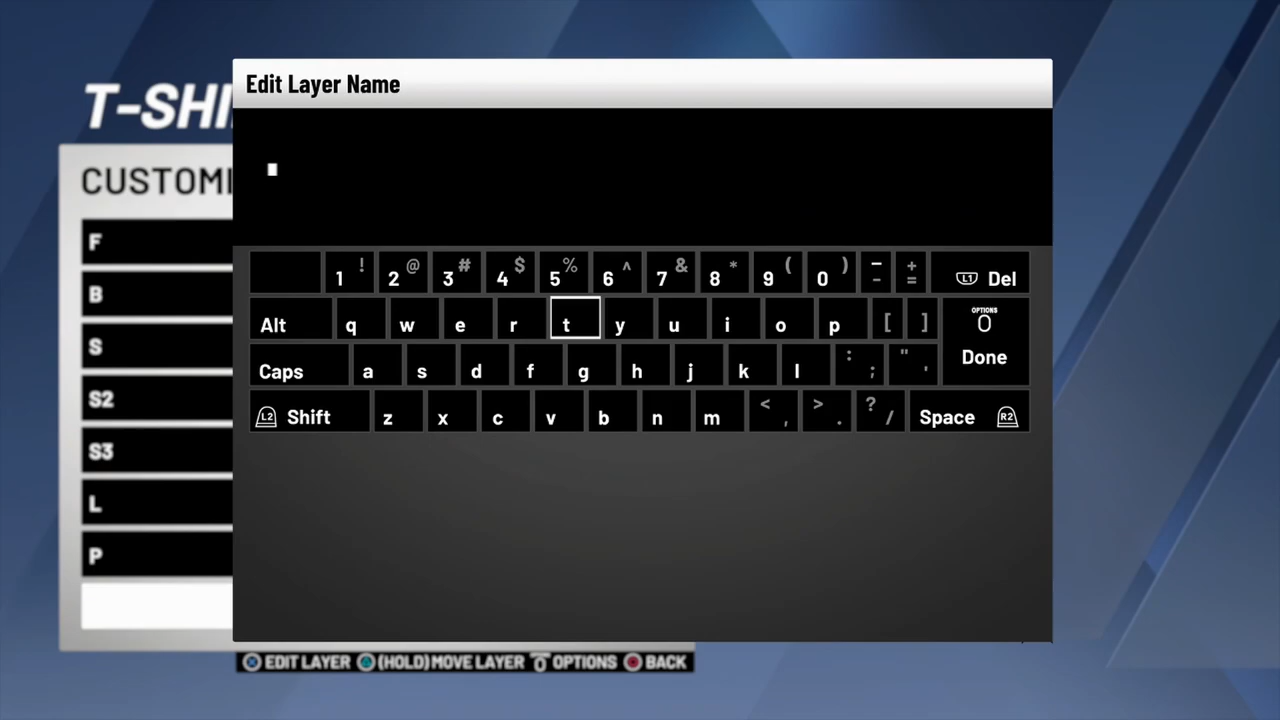 Edit Layer Name
T-SHI
CUSTOMI
F
B
S
S2
S3
L
P
1 ! 2 @ 3 # 4 $ 5 % 6 ^ 7 & 8 * 9 ( 0 ) _ - + = L1 Del
Alt q w e r t y u i o p [ ] OPTIONS
Done
Caps a s d f g h j k l : ; " '
L2 Shift z x c v b n m < , > . ? / Space R2
EDIT LAYER (HOLD) MOVE LAYER OPTIONS BACK